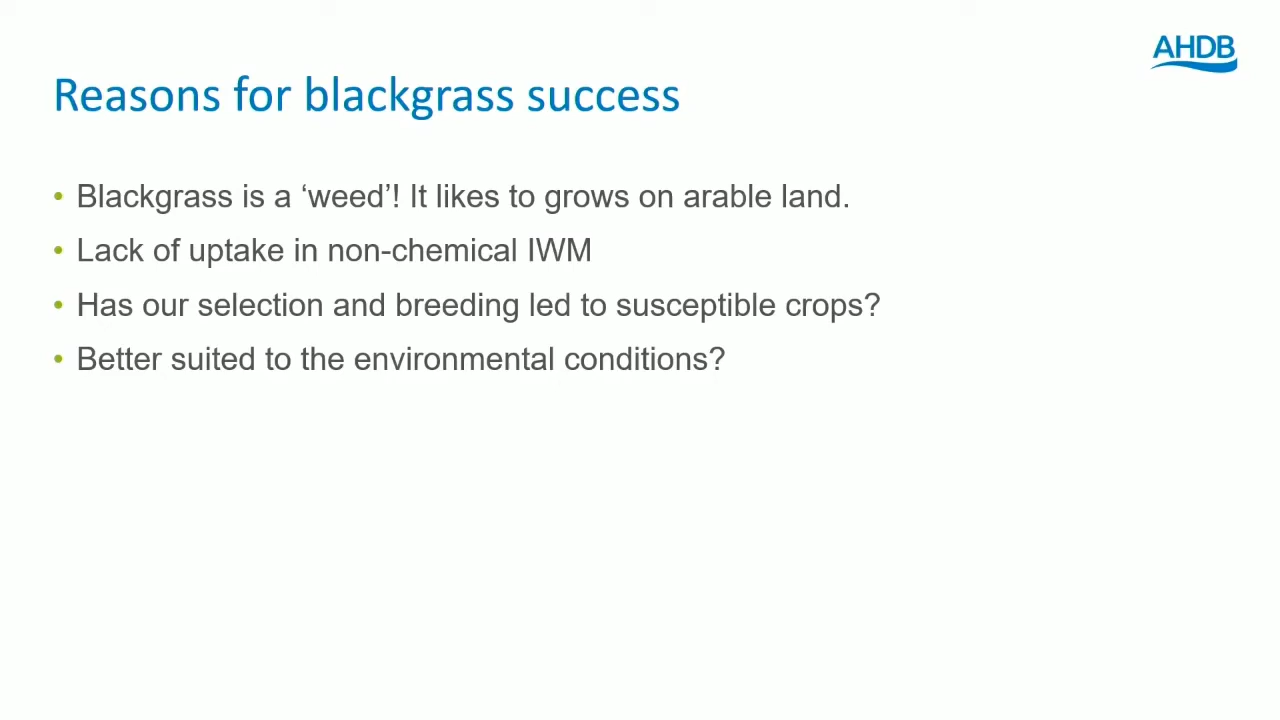 AHDB
Reasons for blackgrass success
• Blackgrass is a ‘weed’! It likes to grows on arable land.
• Lack of uptake in non-chemical IWM
• Has our selection and breeding led to susceptible crops?
• Better suited to the environmental conditions?